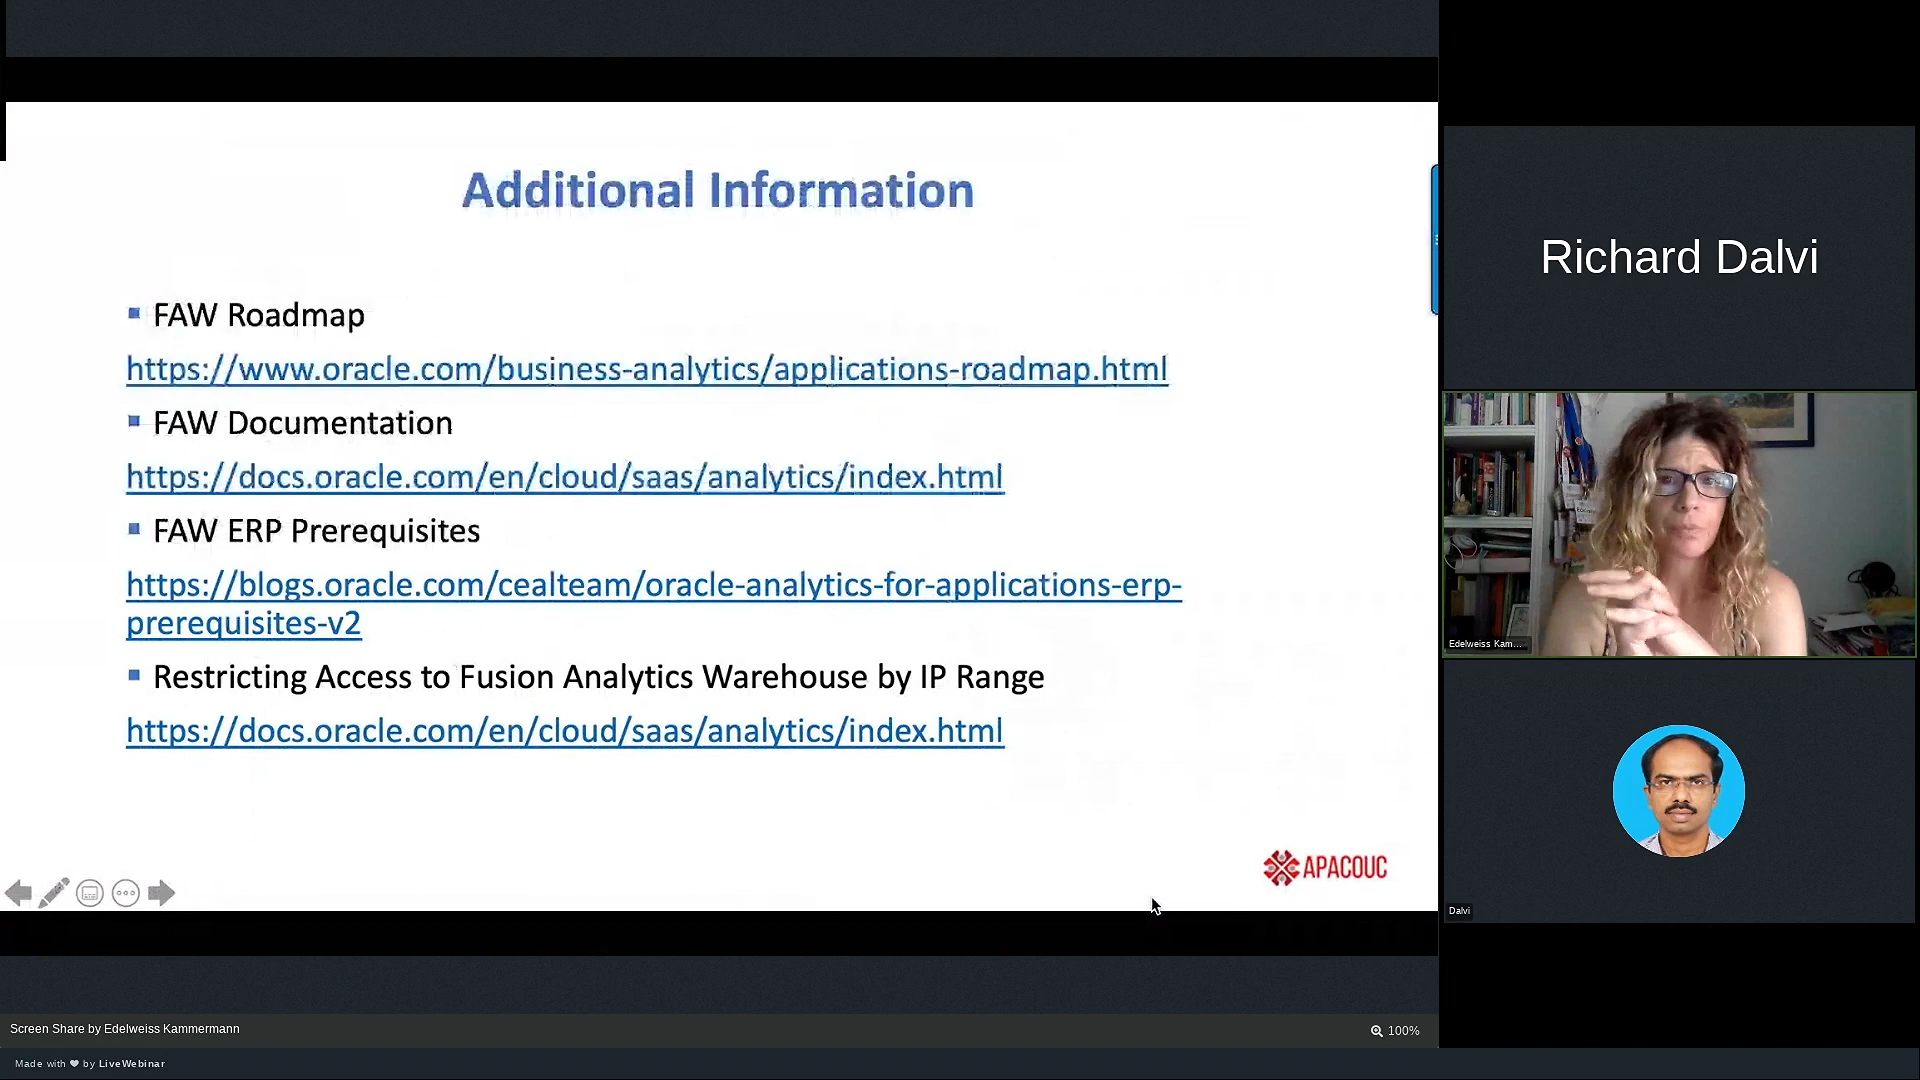 Additional Information
FAW Roadmap
https://www.oracle.com/business-analytics/applications-roadmap.html
FAW Documentation
https://docs.oracle.com/en/cloud/saas/analytics/index.html
FAW ERP Prerequisites
https://blogs.oracle.com/cealteam/oracle-analytics-for-applications-erp-
prerequisites-v2
Restricting Access to Fusion Analytics Warehouse by IP Range
https://docs.oracle.com/en/cloud/saas/analytics/index.html
APACOUC
Richard Dalvi
Edelweiss Kam...
Dalvi
Screen Share by Edelweiss Kammermann
100%
Made with ❤ by LiveWebinar